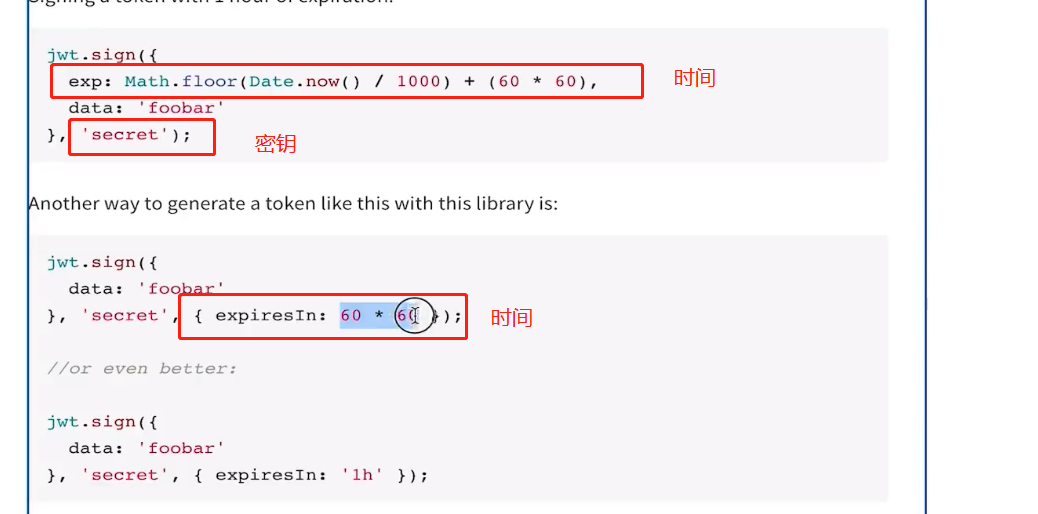 Signing a token with 1 hour of expiration:
jwt.sign({
exp: Math.floor(Date.now() / 1000) + (60 * 60),
时间
data: 'foobar'
}, 'secret');
密钥
Another way to generate a token like this with this library is:
jwt.sign({
data: 'foobar'
}, 'secret', { expiresIn: 60 * 60 });
时间
//or even better:
jwt.sign({
data: 'foobar'
}, 'secret', { expiresIn: '1h' });